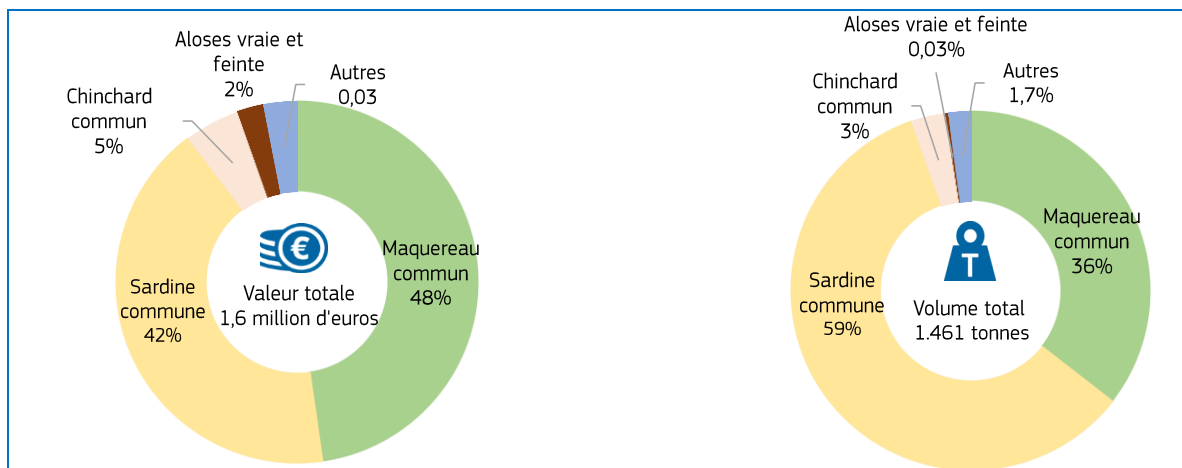 Aloses vraie et
feinte
2%
Autres
0,03
Chinchard
commun
5%
Maquereau
commun
48%
Sardine
commune
42%
€
Valeur totale
1,6 million d'euros
Aloses vraie et feinte
0,03%
Autres
1,7%
Chinchard
commun
3%
Maquereau
commun
36%
Sardine
commune
59%
T
Volume total
1.461 tonnes